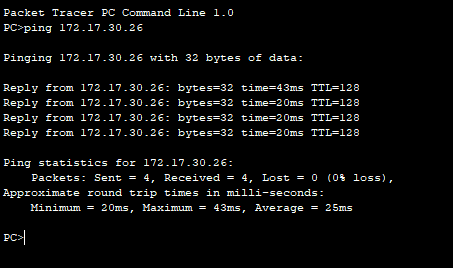 Packet Tracer PC Command Line 1.0
PC>ping 172.17.30.26
Pinging 172.17.30.26 with 32 bytes of data:
Reply from 172.17.30.26: bytes=32 time=43ms TTL=128
Reply from 172.17.30.26: bytes=32 time=20ms TTL=128
Reply from 172.17.30.26: bytes=32 time=20ms TTL=128
Reply from 172.17.30.26: bytes=32 time=20ms TTL=128
Ping statistics for 172.17.30.26:
Packets: Sent = 4, Received = 4, Lost = 0 (0% loss),
Approximate round trip times in milli-seconds:
Minimum = 20ms, Maximum = 43ms, Average = 25ms
PC>